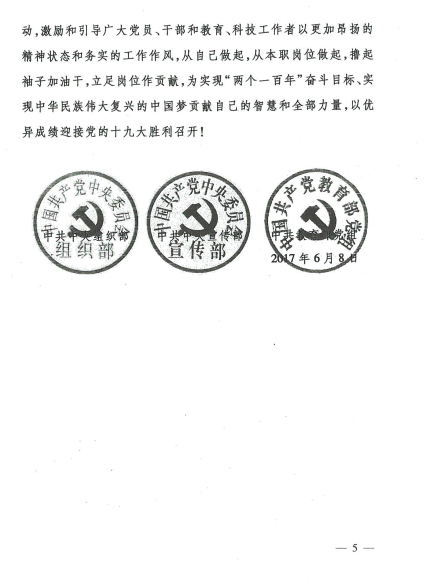 动,激励和引导广大党员、干部和教育、科技工作者以更加昂扬的
精神状态和务实的工作作风,从自己做起,从本职岗位做起,撸起
袖子加油干,立足岗位作贡献,为实现“两个一百年”奋斗目标、实
现中华民族伟大复兴的中国梦贡献自己的智慧和全部力量,以优
异成绩迎接党的十九大胜利召开!
中国共产党中央委员会
中共中央组织部
组织部
中国共产党中央委员会
中共中央宣传部
宣传部
中国共产党教育部党组
中共教育部党组
2017年6月8日
— 5 —